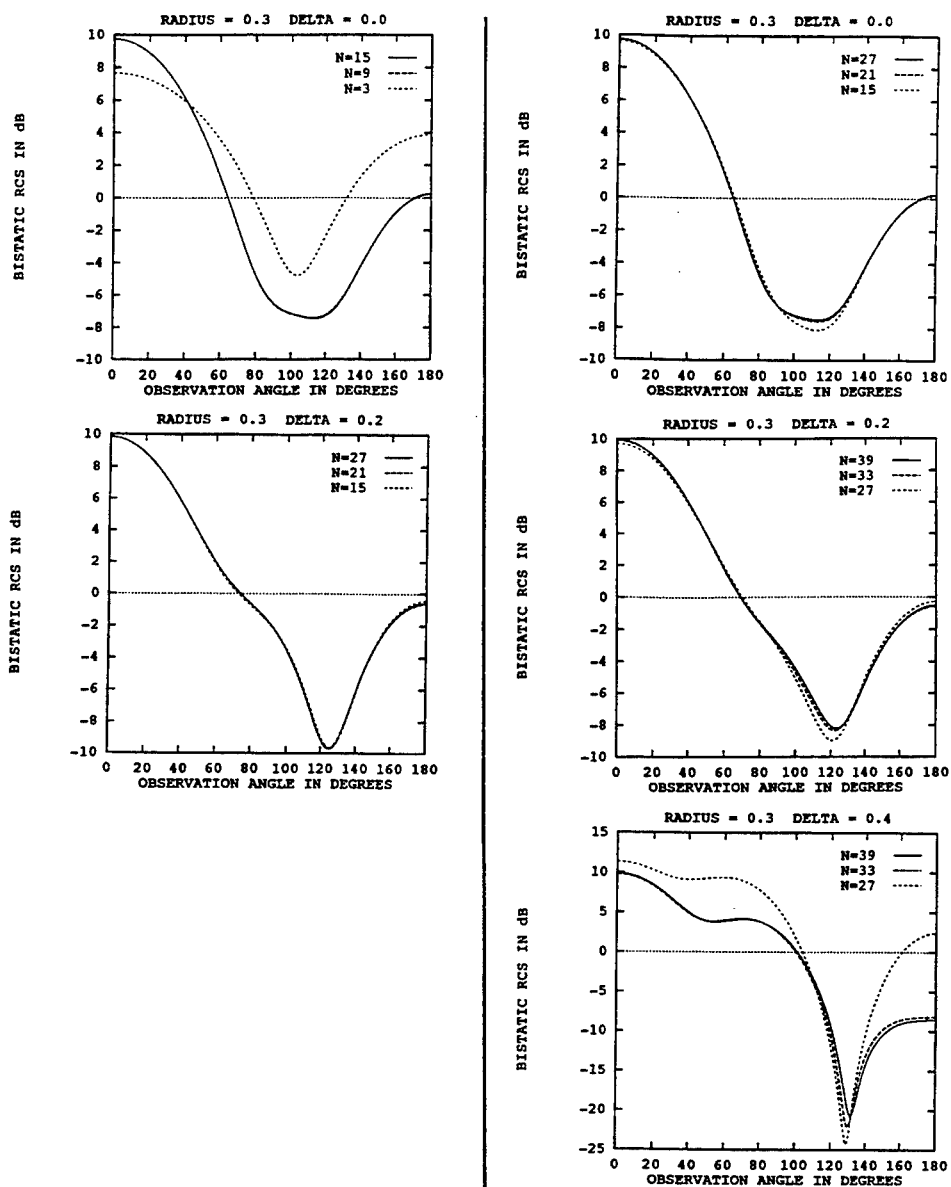 RADIUS = 0.3 DELTA = 0.0
BISTATIC RCS IN dB
10
8
6
4
2
0
-2
-4
-6
-8
-10
N=15
N=9
N=3
0 20 40 60 80 100 120 140 160 180
OBSERVATION ANGLE IN DEGREES
RADIUS = 0.3 DELTA = 0.2
BISTATIC RCS IN dB
10
8
6
4
2
0
-2
-4
-6
-8
-10
N=27
N=21
N=15
0 20 40 60 80 100 120 140 160 180
OBSERVATION ANGLE IN DEGREES
RADIUS = 0.3 DELTA = 0.0
BISTATIC RCS IN dB
10
8
6
4
2
0
-2
-4
-6
-8
-10
N=27
N=21
N=15
0 20 40 60 80 100 120 140 160 180
OBSERVATION ANGLE IN DEGREES
RADIUS = 0.3 DELTA = 0.2
BISTATIC RCS IN dB
10
8
6
4
2
0
-2
-4
-6
-8
-10
N=39
N=33
N=27
0 20 40 60 80 100 120 140 160 180
OBSERVATION ANGLE IN DEGREES
RADIUS = 0.3 DELTA = 0.4
BISTATIC RCS IN dB
15
10
5
0
-5
-10
-15
-20
-25
N=39
N=33
N=27
0 20 40 60 80 100 120 140 160 180
OBSERVATION ANGLE IN DEGREES